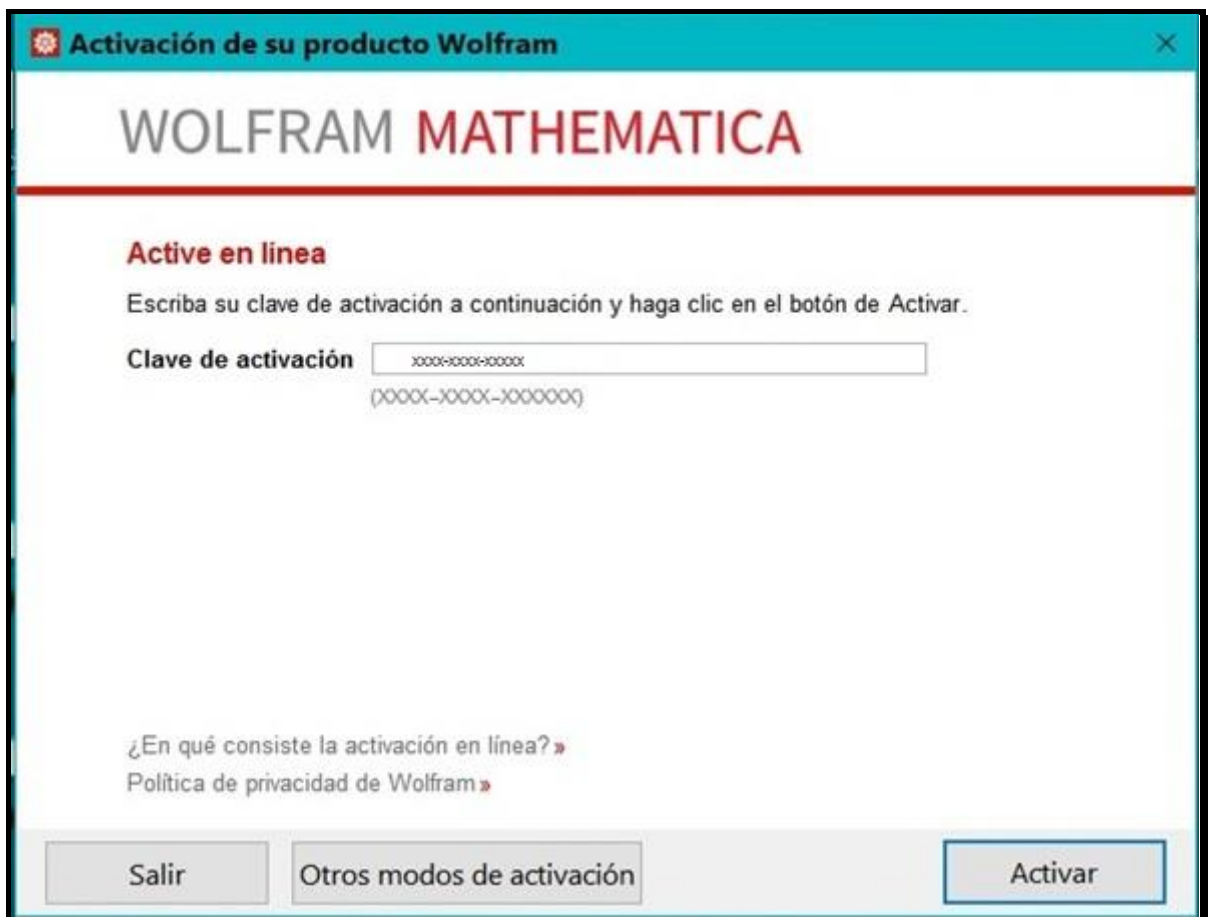 Activación de su producto Wolfram
WOLFRAM MATHEMATICA
Active en línea
Escriba su clave de activación a continuación y haga clic en el botón de Activar.
Clave de activación xxxx-xxxx-xxxxx
(XXXX–XXXX–XXXXXX)
¿En qué consiste la activación en línea? »
Política de privacidad de Wolfram »
Salir Otros modos de activación Activar